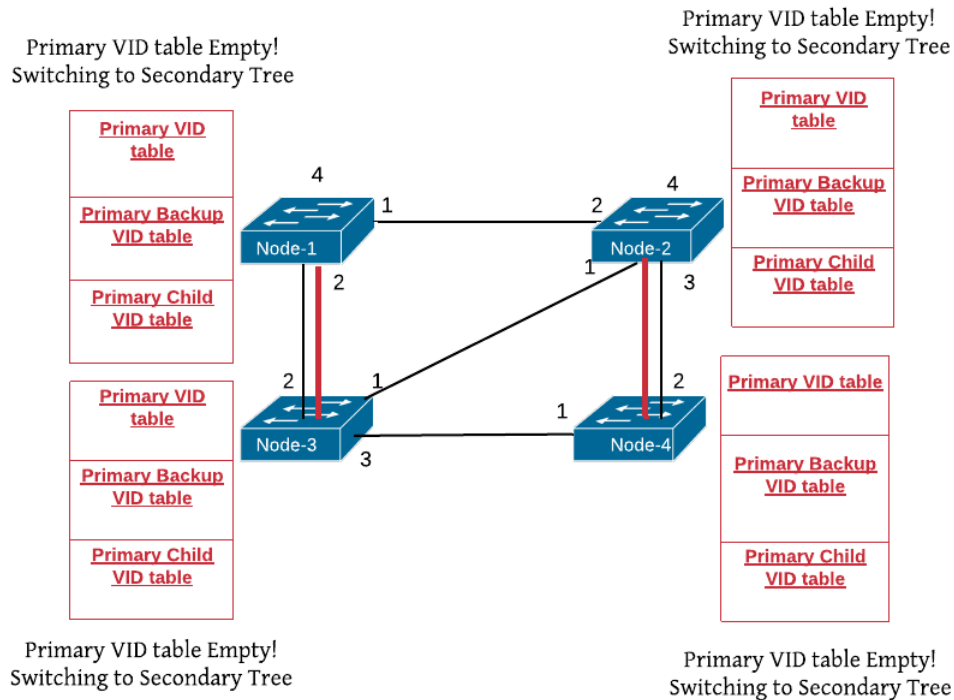 Primary VID table Empty!
Switching to Secondary Tree
Primary VID table Empty!
Switching to Secondary Tree
Primary VID
table
Primary Backup
VID table
Primary Child
VID table
Primary VID
table
Primary Backup
VID table
Primary Child
VID table
4
1
2
4
Node-1
Node-2
2
1
3
2
1
1
2
Node-3
Node-4
3
Primary VID
table
Primary Backup
VID table
Primary Child
VID table
Primary VID table
Primary Backup
VID table
Primary Child
VID table
Primary VID table Empty!
Switching to Secondary Tree
Primary VID table Empty!
Switching to Secondary Tree